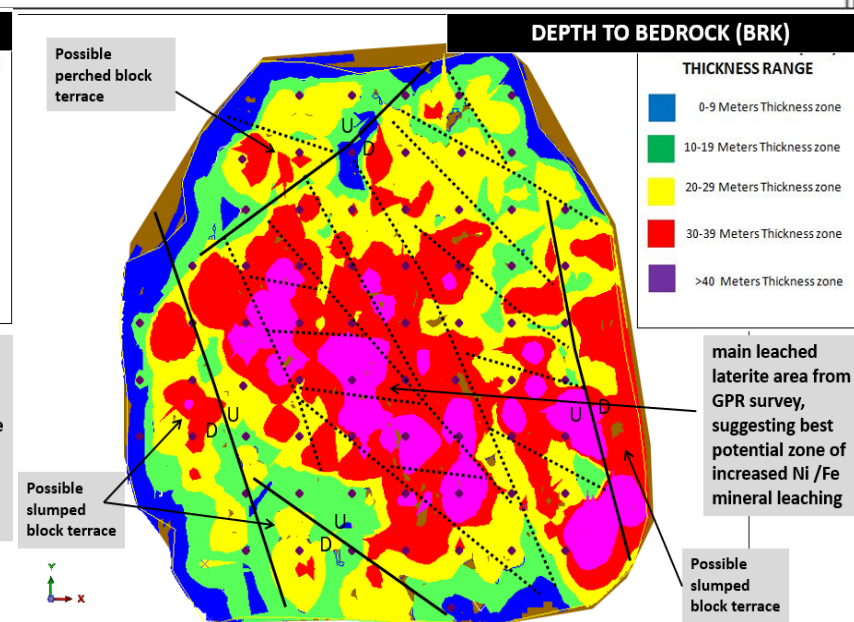 DEPTH TO BEDROCK (BRK)
THICKNESS RANGE
0-9 Meters Thickness zone
10-19 Meters Thickness zone
20-29 Meters Thickness zone
30-39 Meters Thickness zone
>40 Meters Thickness zone
Possible
perched block
terrace
U
D
U
D
U
D
U
D
main leached
laterite area from
GPR survey,
suggesting best
potential zone of
increased Ni /Fe
mineral leaching
Possible
slumped
block terrace
Possible
slumped
block terrace
Y
X
e